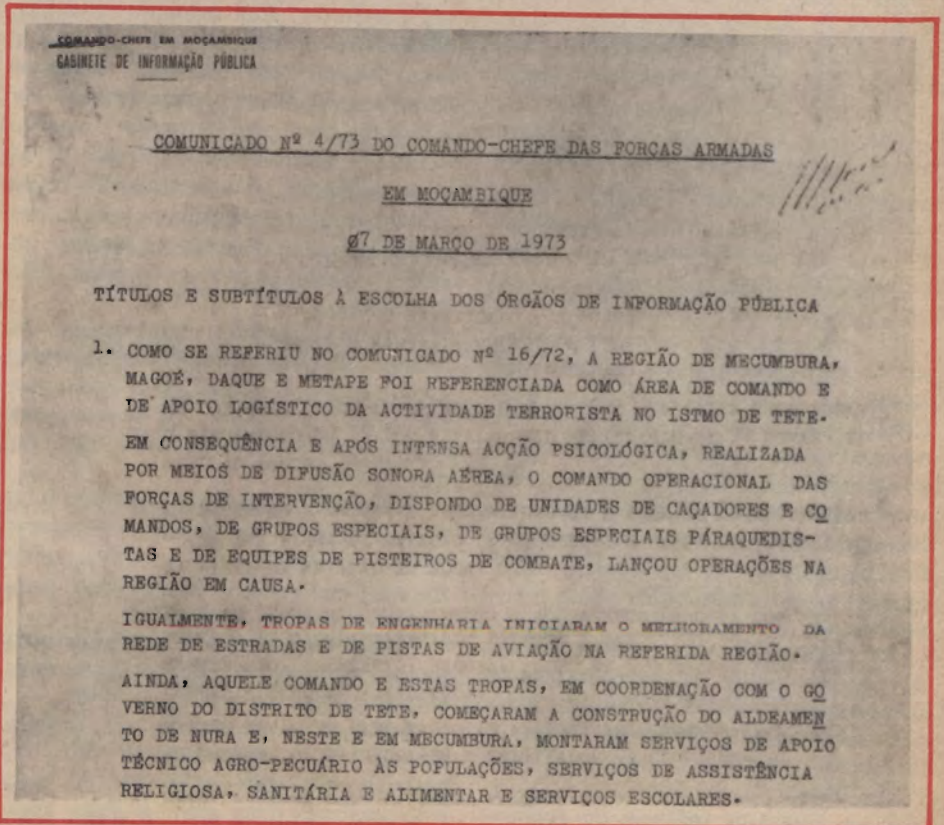 COMANDO-CHEFE EM MOÇAMBIQUE
GABINETE DE INFORMAÇÃO PÚBLICA
COMUNICADO Nº 4/73 DO COMANDO-CHEFE DAS FORÇAS ARMADAS
EM MOÇAMBIQUE
Ø7 DE MARÇO DE 1973
TÍTULOS E SUBTÍTULOS À ESCOLHA DOS ÓRGÃOS DE INFORMAÇÃO PÚBLICA
1. COMO SE REFERIU NO COMUNICADO Nº 16/72, A REGIÃO DE MECUMBURA,
MAGOÉ, DAQUE E METAPE FOI REFERENCIADA COMO ÁREA DE COMANDO E
DE APOIO LOGÍSTICO DA ACTIVIDADE TERRORISTA NO ISTMO DE TETE.
EM CONSEQUÊNCIA E APÓS INTENSA ACÇÃO PSICOLÓGICA, REALIZADA
POR MEIOS DE DIFUSÃO SONORA AÉREA, O COMANDO OPERACIONAL DAS
FORÇAS DE INTERVENÇÃO, DISPONDO DE UNIDADES DE CAÇADORES E CO
MANDOS, DE GRUPOS ESPECIAIS, DE GRUPOS ESPECIAIS PÁRAQUEDIS-
TAS E DE EQUIPES DE PISTEIROS DE COMBATE, LANÇOU OPERAÇÕES NA
REGIÃO EM CAUSA.
IGUALMENTE, TROPAS DE ENGENHARIA INICIARAM O MELHORAMENTO DA
REDE DE ESTRADAS E DE PISTAS DE AVIAÇÃO NA REFERIDA REGIÃO.
AINDA, AQUELE COMANDO E ESTAS TROPAS, EM COORDENAÇÃO COM O GO
VERNO DO DISTRITO DE TETE, COMEÇARAM A CONSTRUÇÃO DO ALDEAMEN
TO DE NURA E, NESTE E EM MECUMBURA, MONTARAM SERVIÇOS DE APOIO
TÉCNICO AGRO-PECUÁRIO ÀS POPULAÇÕES, SERVIÇOS DE ASSISTÊNCIA
RELIGIOSA, SANITÁRIA E ALIMENTAR E SERVIÇOS ESCOLARES.